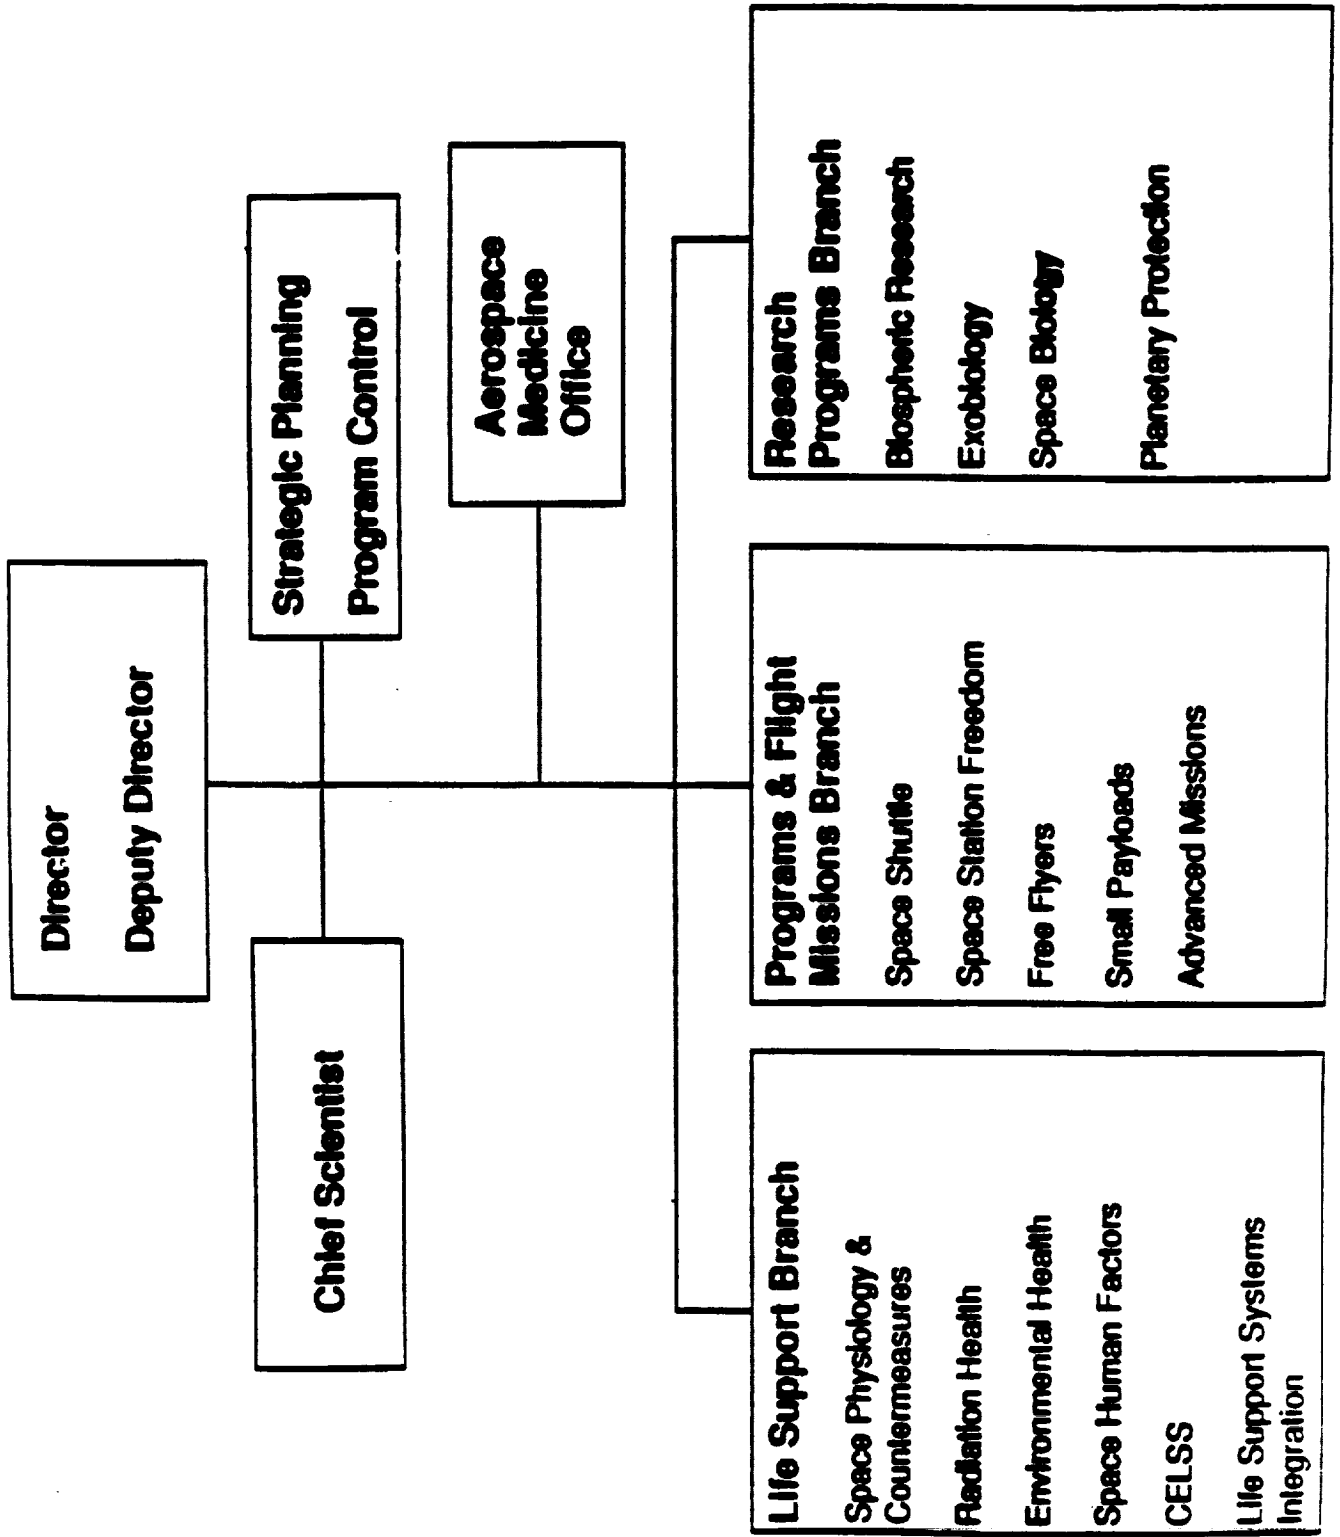 Director
Deputy Director
Chief Scientist
Strategic Planning
Program Control
Aerospace
Medicine
Office
Life Support Branch
Space Physiology &
Countermeasures
Radiation Health
Environmental Health
Space Human Factors
CELSS
Life Support Systems
Integration
Programs & Flight
Missions Branch
Space Shuttle
Space Station Freedom
Free Flyers
Small Payloads
Advanced Missions
Research
Programs Branch
Biospheric Research
Exobiology
Space Biology
Planetary Protection